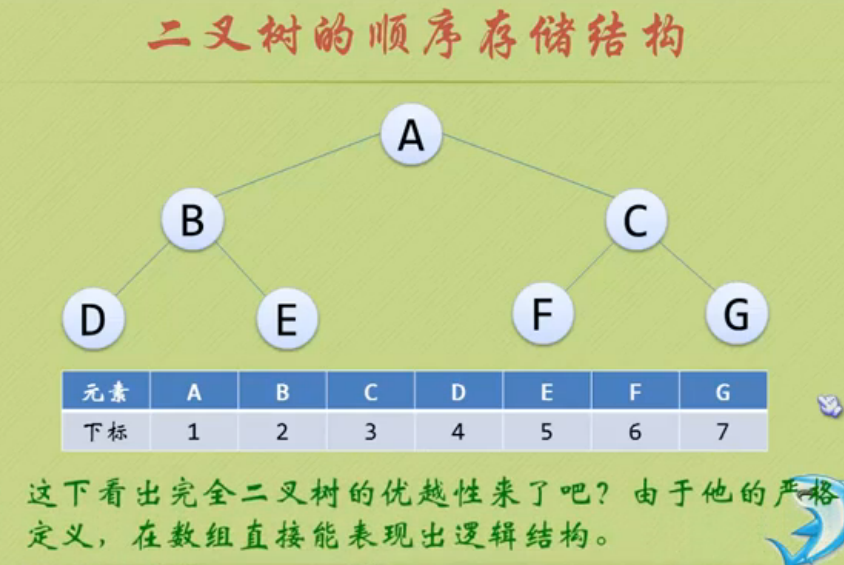 二叉树的顺序存储结构
A
B
C
D
E
F
G
元素 A B C D E F G
下标 1 2 3 4 5 6 7
这下看出完全二叉树的优越性来了吧？由于他的严格
定义，在数组直接能表现出逻辑结构。